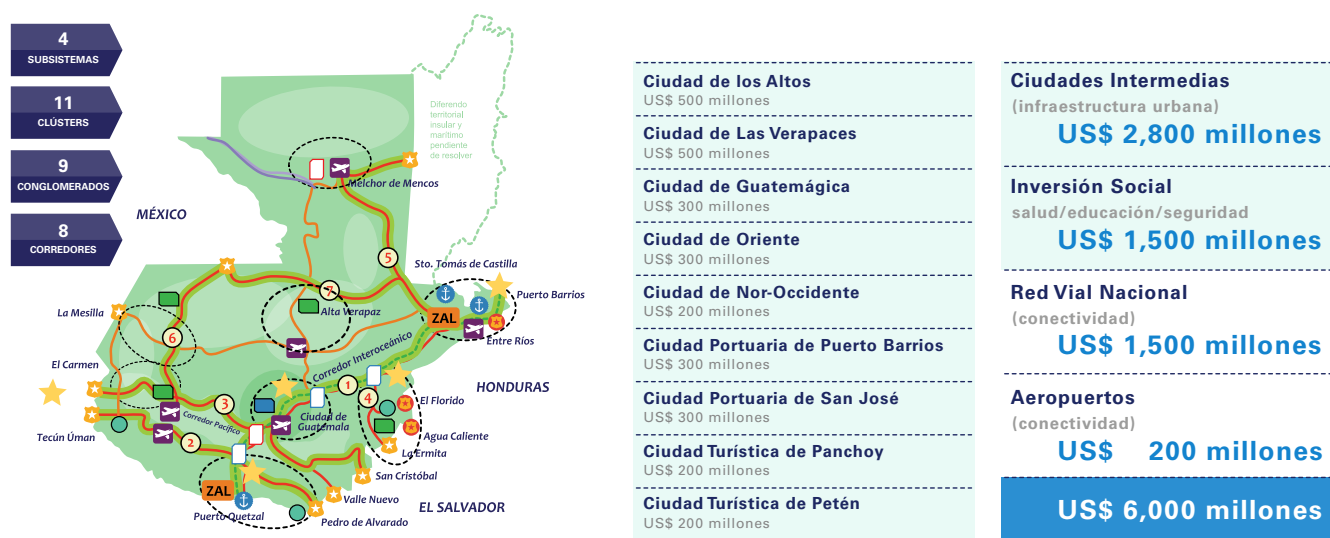 4
SUBSISTEMAS
11
CLÚSTERS
9
CONGLOMERADOS
8
CORREDORES
MÉXICO
Diferendo
territorial
insular y
marítimo
pendiente
de resolver
Melchor de Mencos
5
Sto. Tomás de Castilla
7
Puerto Barrios
Alta Verapaz
La Mesilla
ZAL
6
Entre Ríos
Corredor Interoceánico
El Carmen
HONDURAS
1
4
3
El Florido
Corredor Pacífico
Ciudad de
Guatemala
Tecún Úman
2
Agua Caliente
La Ermita
San Cristóbal
ZAL
Valle Nuevo
EL SALVADOR
Puerto Quetzal
Pedro de Alvarado
Ciudad de los Altos
US$ 500 millones
Ciudad de Las Verapaces
US$ 500 millones
Ciudad de Guatemágica
US$ 300 millones
Ciudad de Oriente
US$ 300 millones
Ciudad de Nor-Occidente
US$ 200 millones
Ciudad Portuaria de Puerto Barrios
US$ 300 millones
Ciudad Portuaria de San José
US$ 300 millones
Ciudad Turística de Panchoy
US$ 200 millones
Ciudad Turística de Petén
US$ 200 millones
Ciudades Intermedias
(infraestructura urbana)
US$ 2,800 millones
Inversión Social
salud/educación/seguridad
US$ 1,500 millones
Red Vial Nacional
(conectividad)
US$ 1,500 millones
Aeropuertos
(conectividad)
US$ 200 millones
US$ 6,000 millones